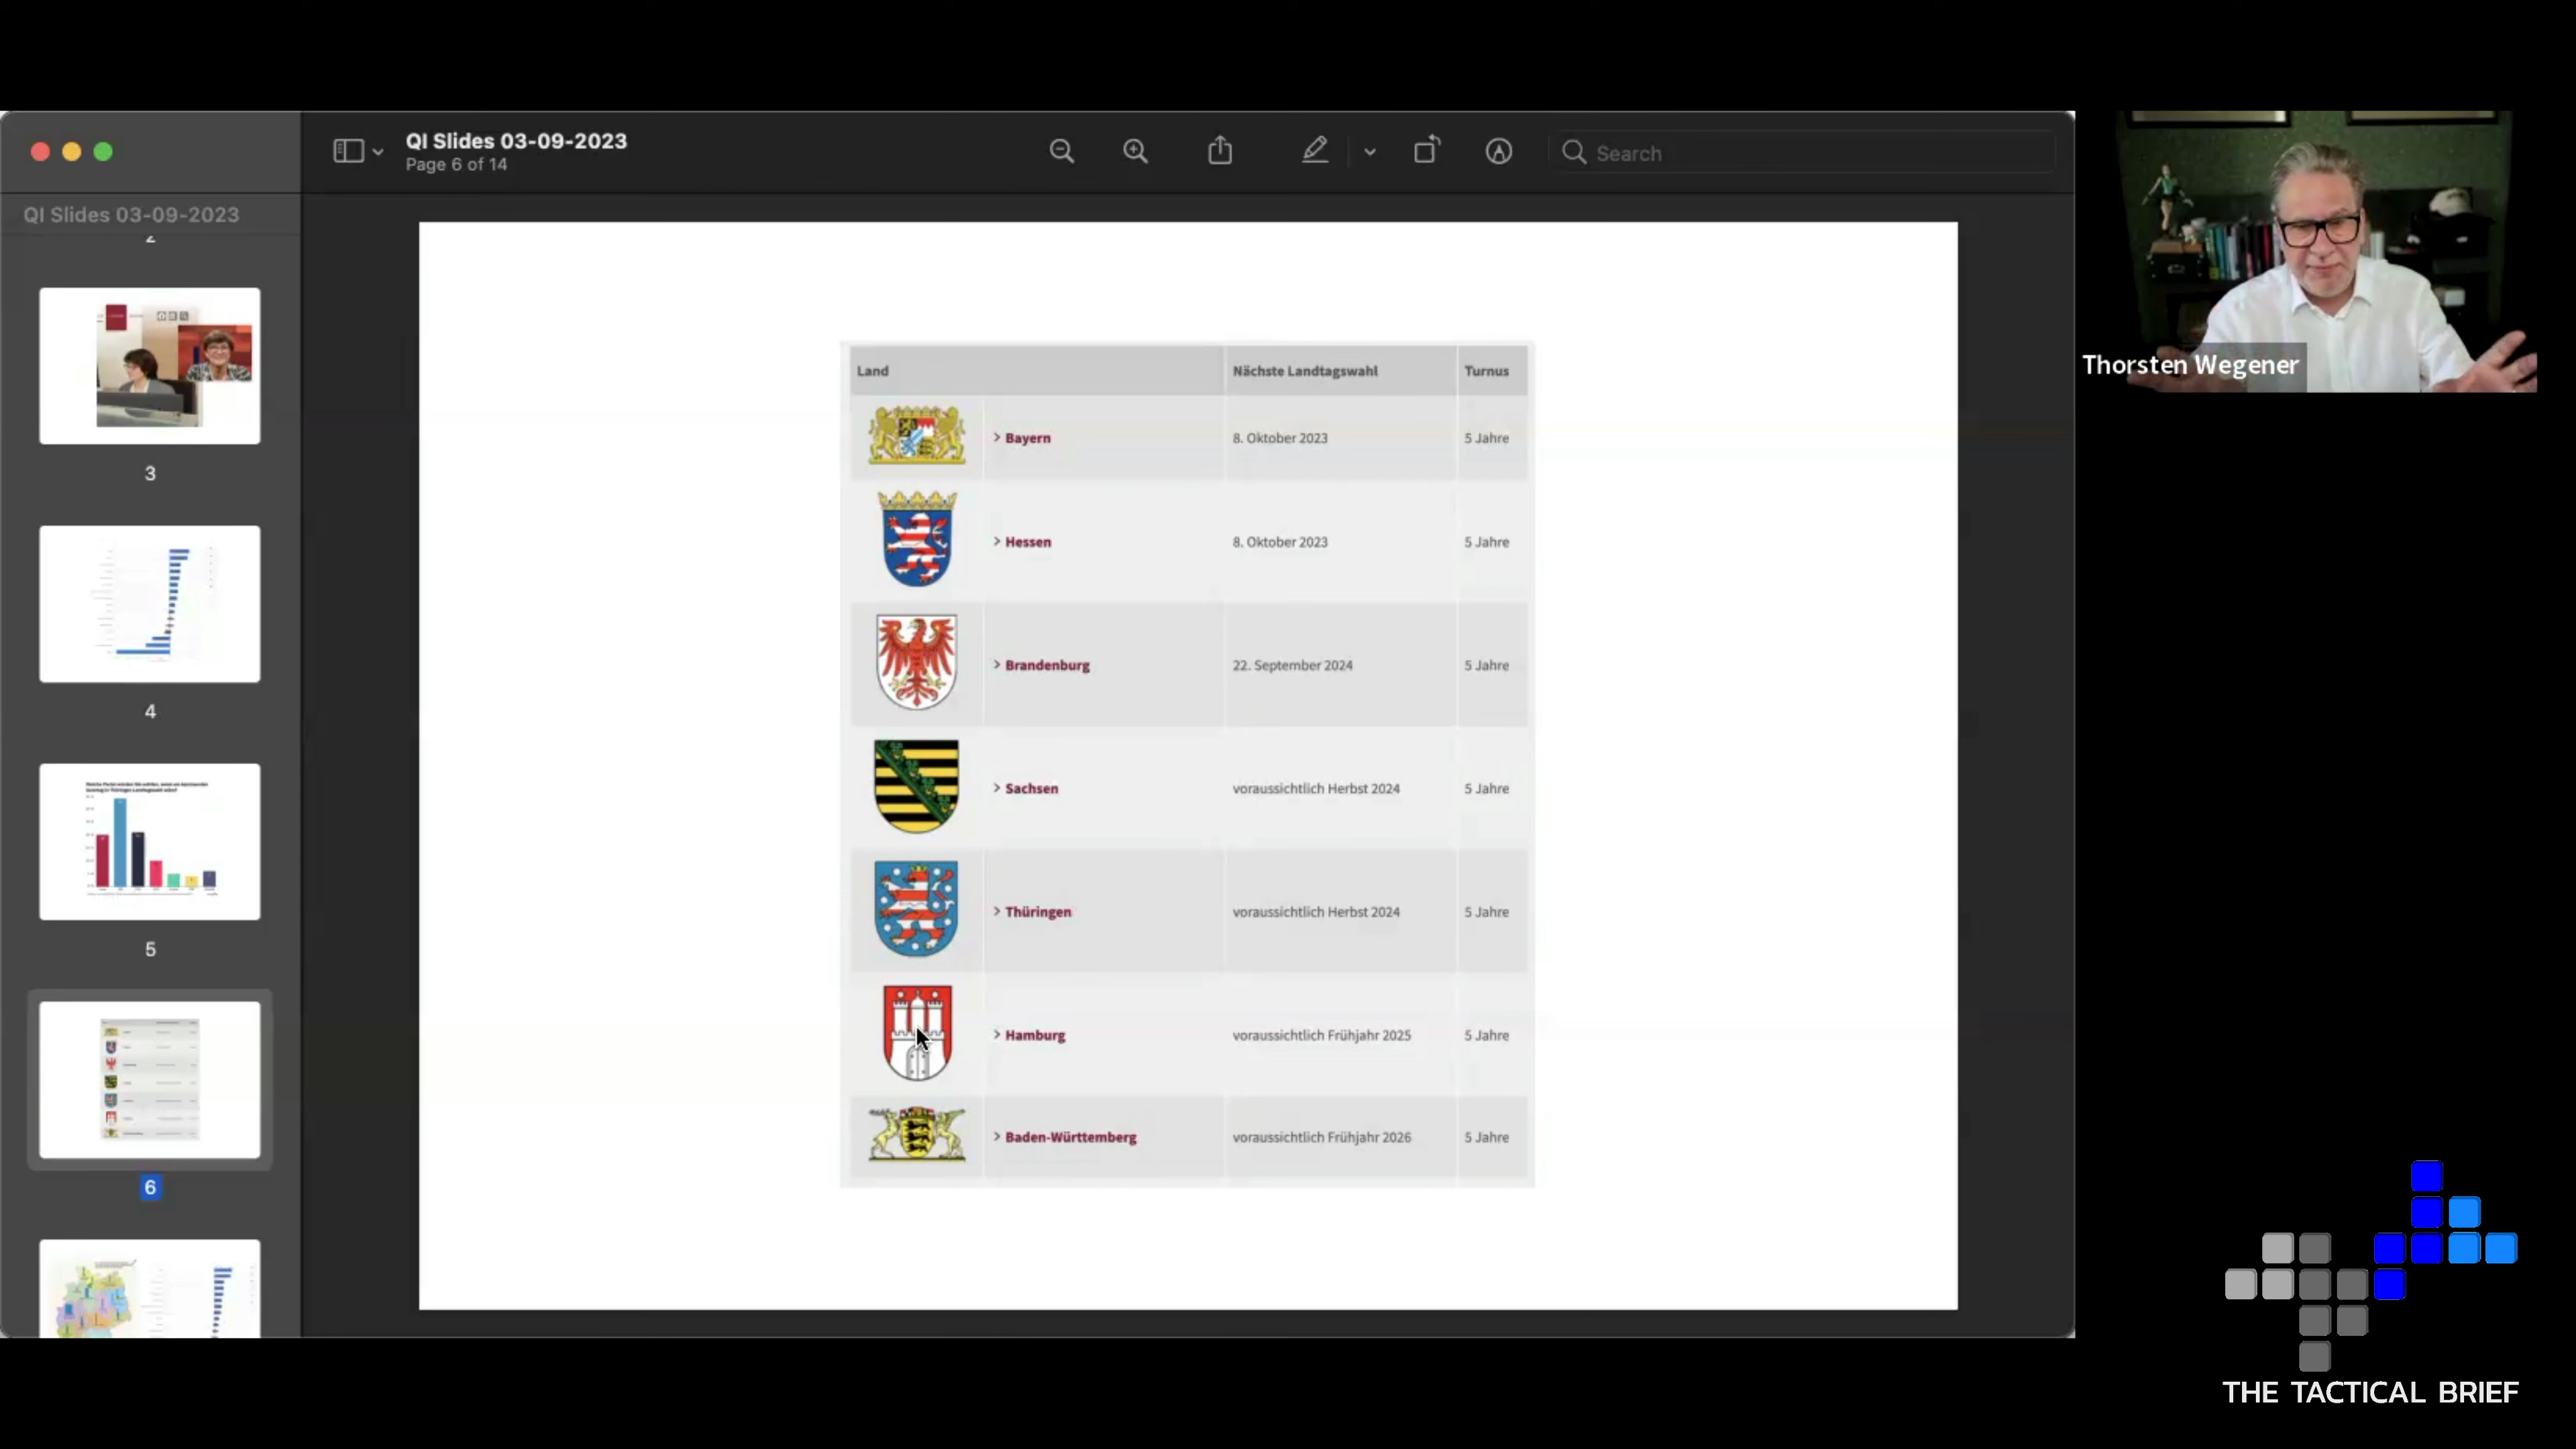 QI Slides 03-09-2023
Page 6 of 14
Search
QI Slides 03-09-2023
2
3
4
5
6
Land Nächste Landtagswahl Turnus
> Bayern 8. Oktober 2023 5 Jahre
> Hessen 8. Oktober 2023 5 Jahre
> Brandenburg 22. September 2024 5 Jahre
> Sachsen voraussichtlich Herbst 2024 5 Jahre
> Thüringen voraussichtlich Herbst 2024 5 Jahre
> Hamburg voraussichtlich Frühjahr 2025 5 Jahre
> Baden-Württemberg voraussichtlich Frühjahr 2026 5 Jahre
Thorsten Wegener
THE TACTICAL BRIEF